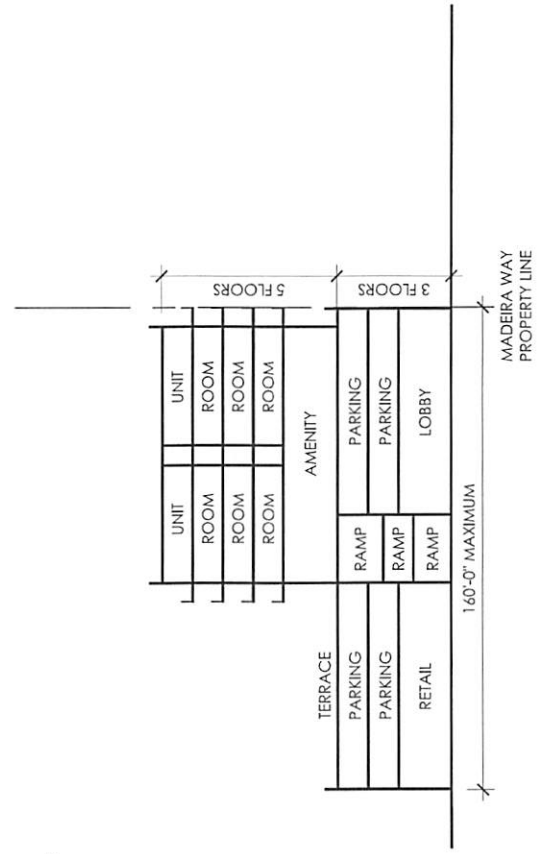 UNIT UNIT
ROOM ROOM
ROOM ROOM
ROOM ROOM
5 FLOORS
AMENITY
TERRACE
PARKING RAMP PARKING
3 FLOORS
PARKING RAMP PARKING
RETAIL RAMP LOBBY
160'-0" MAXIMUM
MADEIRA WAY
PROPERTY LINE